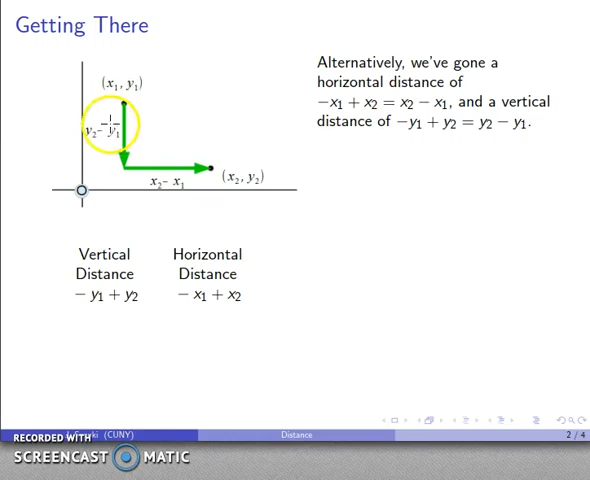 Getting There
(x₁, y₁)
y₂− y₁
x₂− x₁
(x₂, y₂)
Alternatively, we've gone a
horizontal distance of
−x₁ + x₂ = x₂ − x₁, and a vertical
distance of −y₁ + y₂ = y₂ − y₁.
Vertical
Distance
− y₁ + y₂
Horizontal
Distance
− x₁ + x₂
(CUNY)
Distance
2 / 4
RECORDED WITH
SCREENCAST MATIC